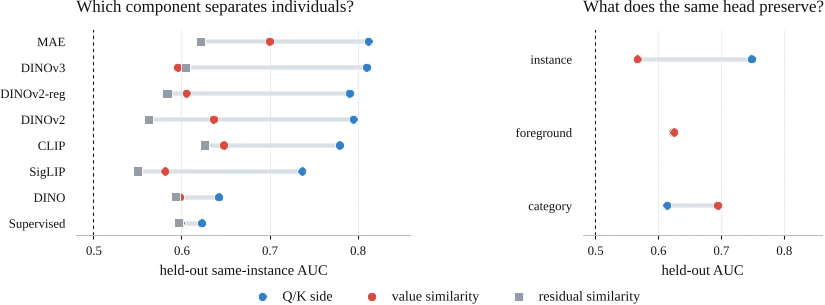 Which component separates individuals?
MAE
DINOv3
DINOv2-reg
DINOv2
CLIP
SigLIP
DINO
Supervised
0.5 0.6 0.7 0.8
held-out same-instance AUC
What does the same head preserve?
instance
foreground
category
0.5 0.6 0.7 0.8
held-out AUC
Q/K side value similarity residual similarity